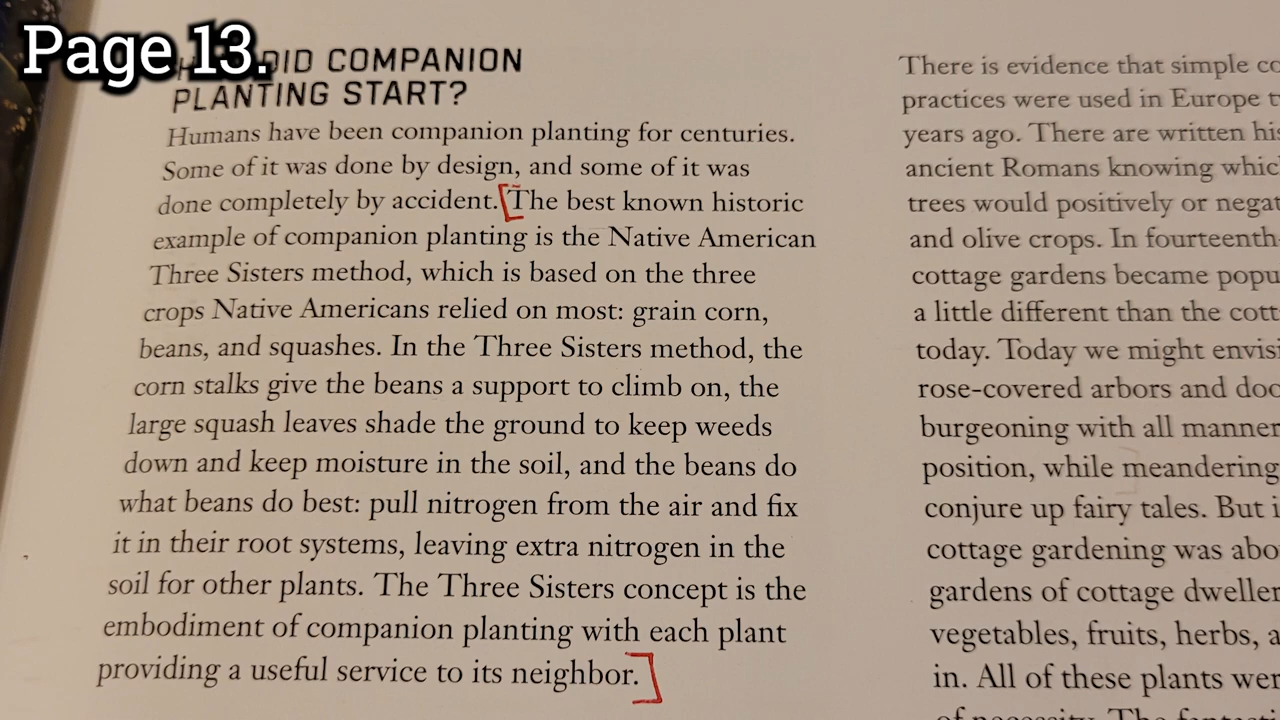 Page 13.
DID COMPANION
PLANTING START?
Humans have been companion planting for centuries.
Some of it was done by design, and some of it was
done completely by accident. [The best known historic
example of companion planting is the Native American
Three Sisters method, which is based on the three
crops Native Americans relied on most: grain corn,
beans, and squashes. In the Three Sisters method, the
corn stalks give the beans a support to climb on, the
large squash leaves shade the ground to keep weeds
down and keep moisture in the soil, and the beans do
what beans do best: pull nitrogen from the air and fix
it in their root systems, leaving extra nitrogen in the
soil for other plants. The Three Sisters concept is the
embodiment of companion planting with each plant
providing a useful service to its neighbor.]
There is evidence that simple
practices were used in Europe
years ago. There are written
ancient Romans knowing
trees would positively or
and olive crops. In fourteenth-
cottage gardens became
a little different than the
today. Today we might
rose-covered arbors and
burgeoning with all
position, while meandering
conjure up fairy tales. But
cottage gardening was
gardens of cottage
vegetables, fruits, herbs,
in. All of these plants
of necessity. The